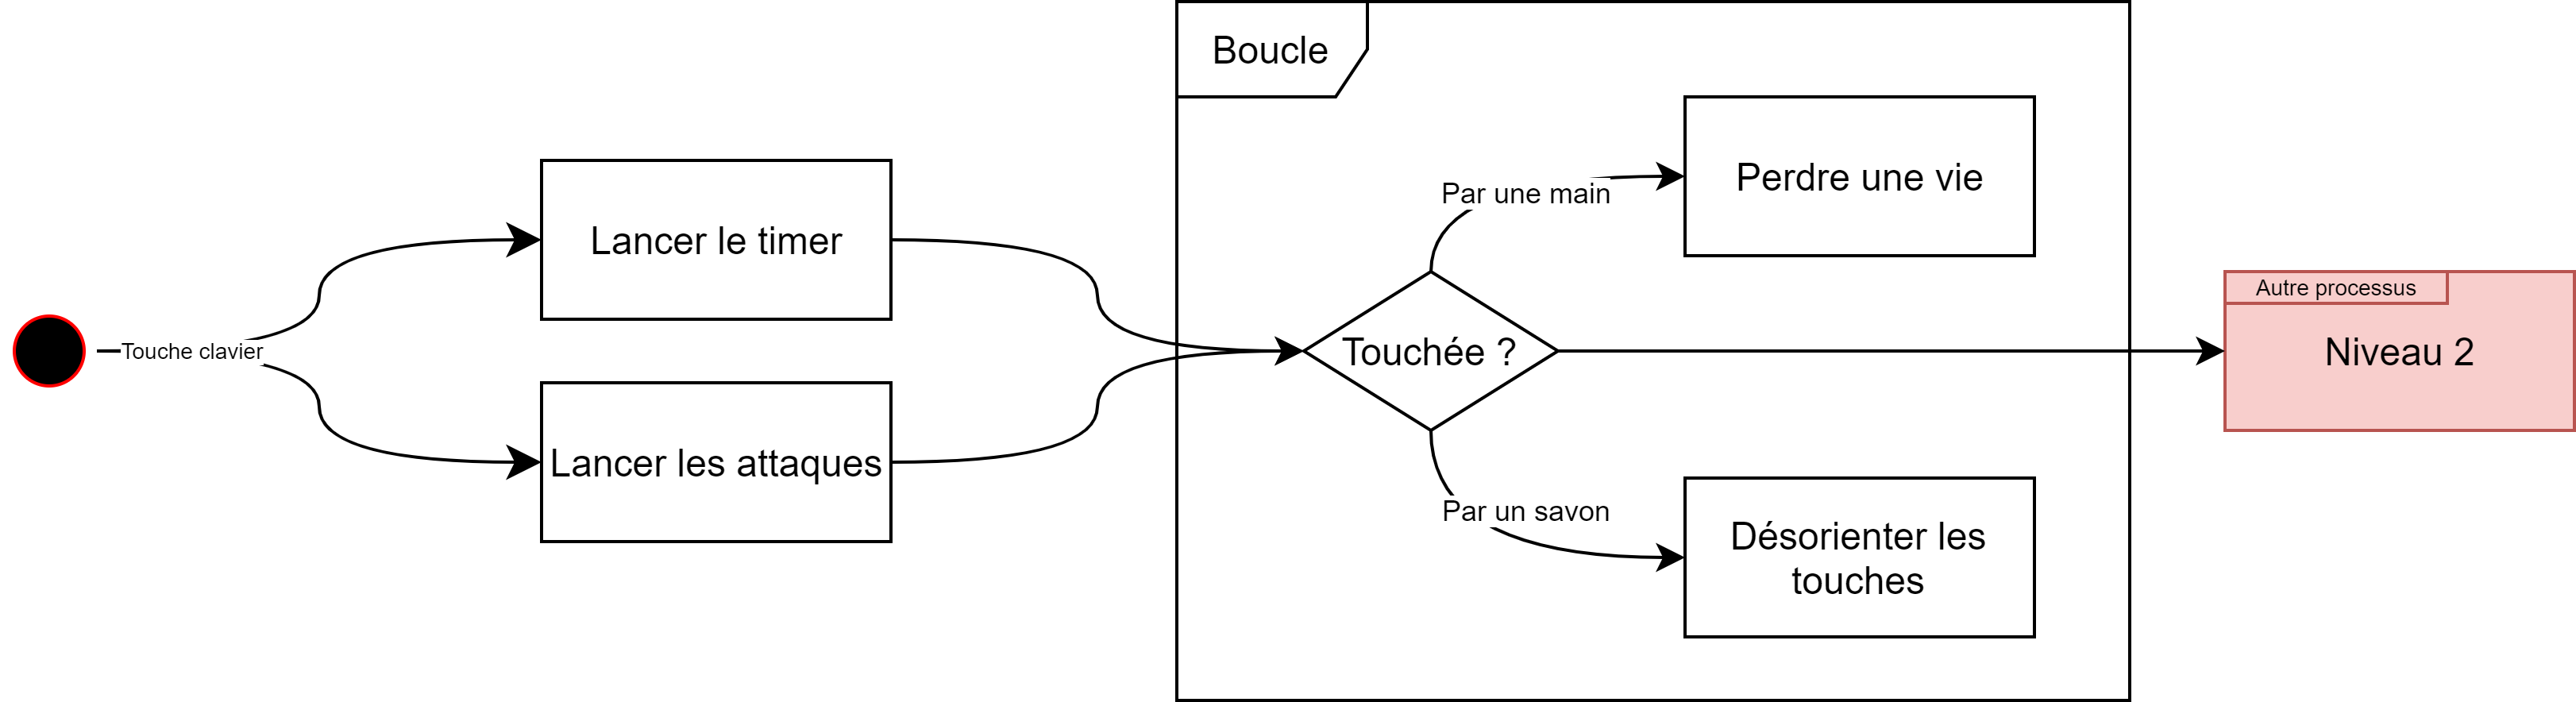 Touche clavier
Lancer le timer
Lancer les attaques
Boucle
Touchée ?
Par une main
Perdre une vie
Par un savon
Désorienter les
touches
Autre processus
Niveau 2